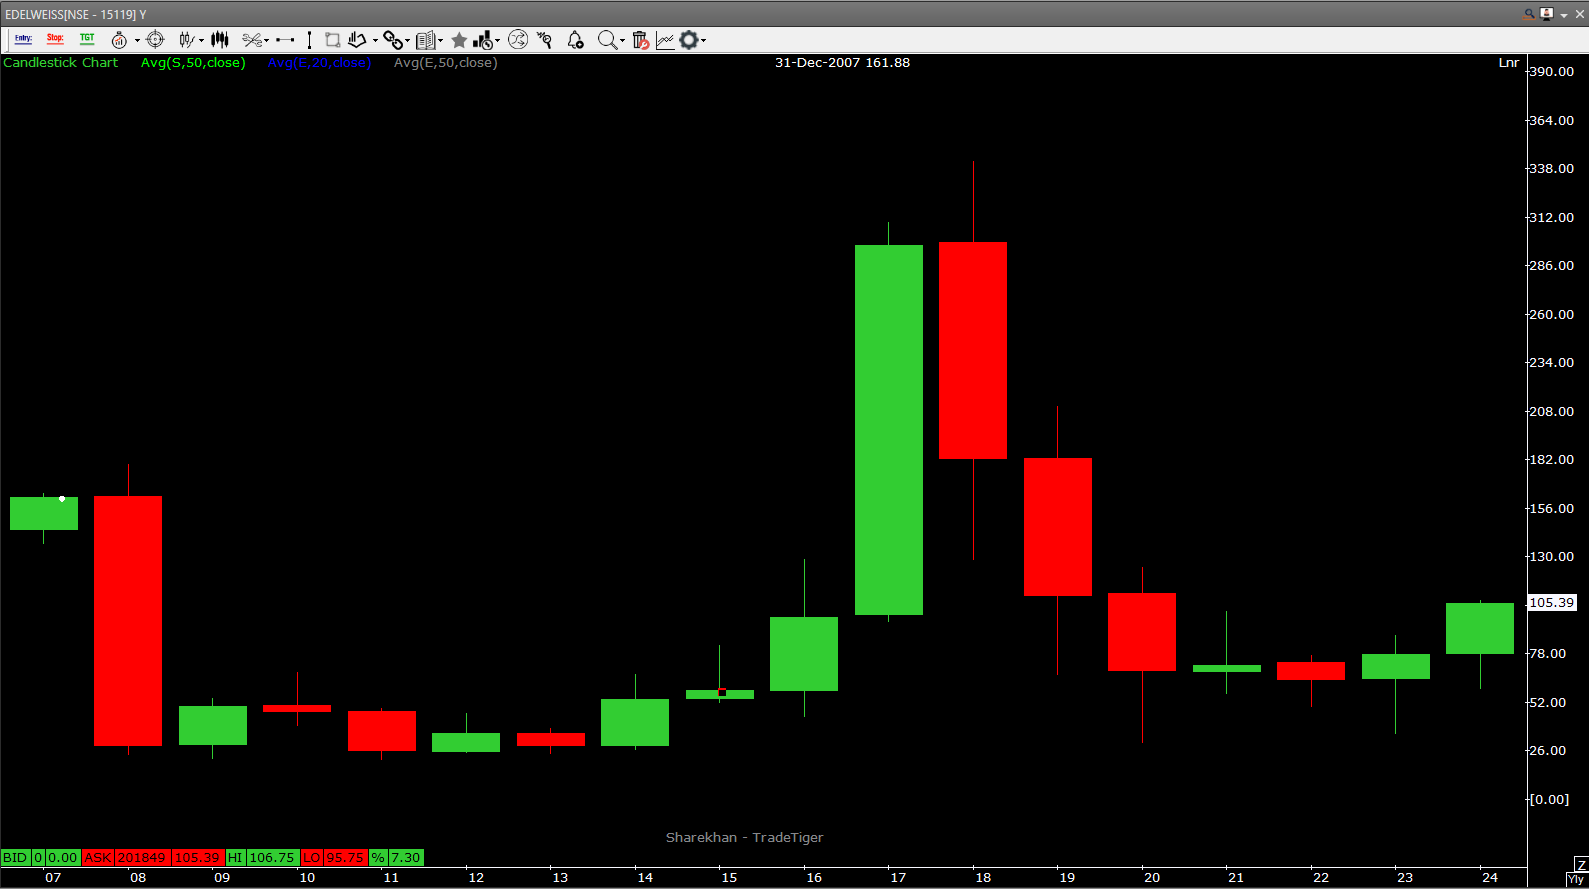 EDELWEISS[NSE - 15119] Y
Entry: Stop: TGT
Candlestick Chart Avg(S,50,close) Avg(E,20,close) Avg(E,50,close) 31-Dec-2007 161.88 Lnr
390.00
364.00
338.00
312.00
286.00
260.00
234.00
208.00
182.00
156.00
130.00
105.39
78.00
52.00
26.00
[0.00]
Sharekhan - TradeTiger
BID 0 0.00 ASK 201849 105.39 HI 106.75 LO 95.75 % 7.30
Z
07 08 09 10 11 12 13 14 15 16 17 18 19 20 21 22 23 24 Yly